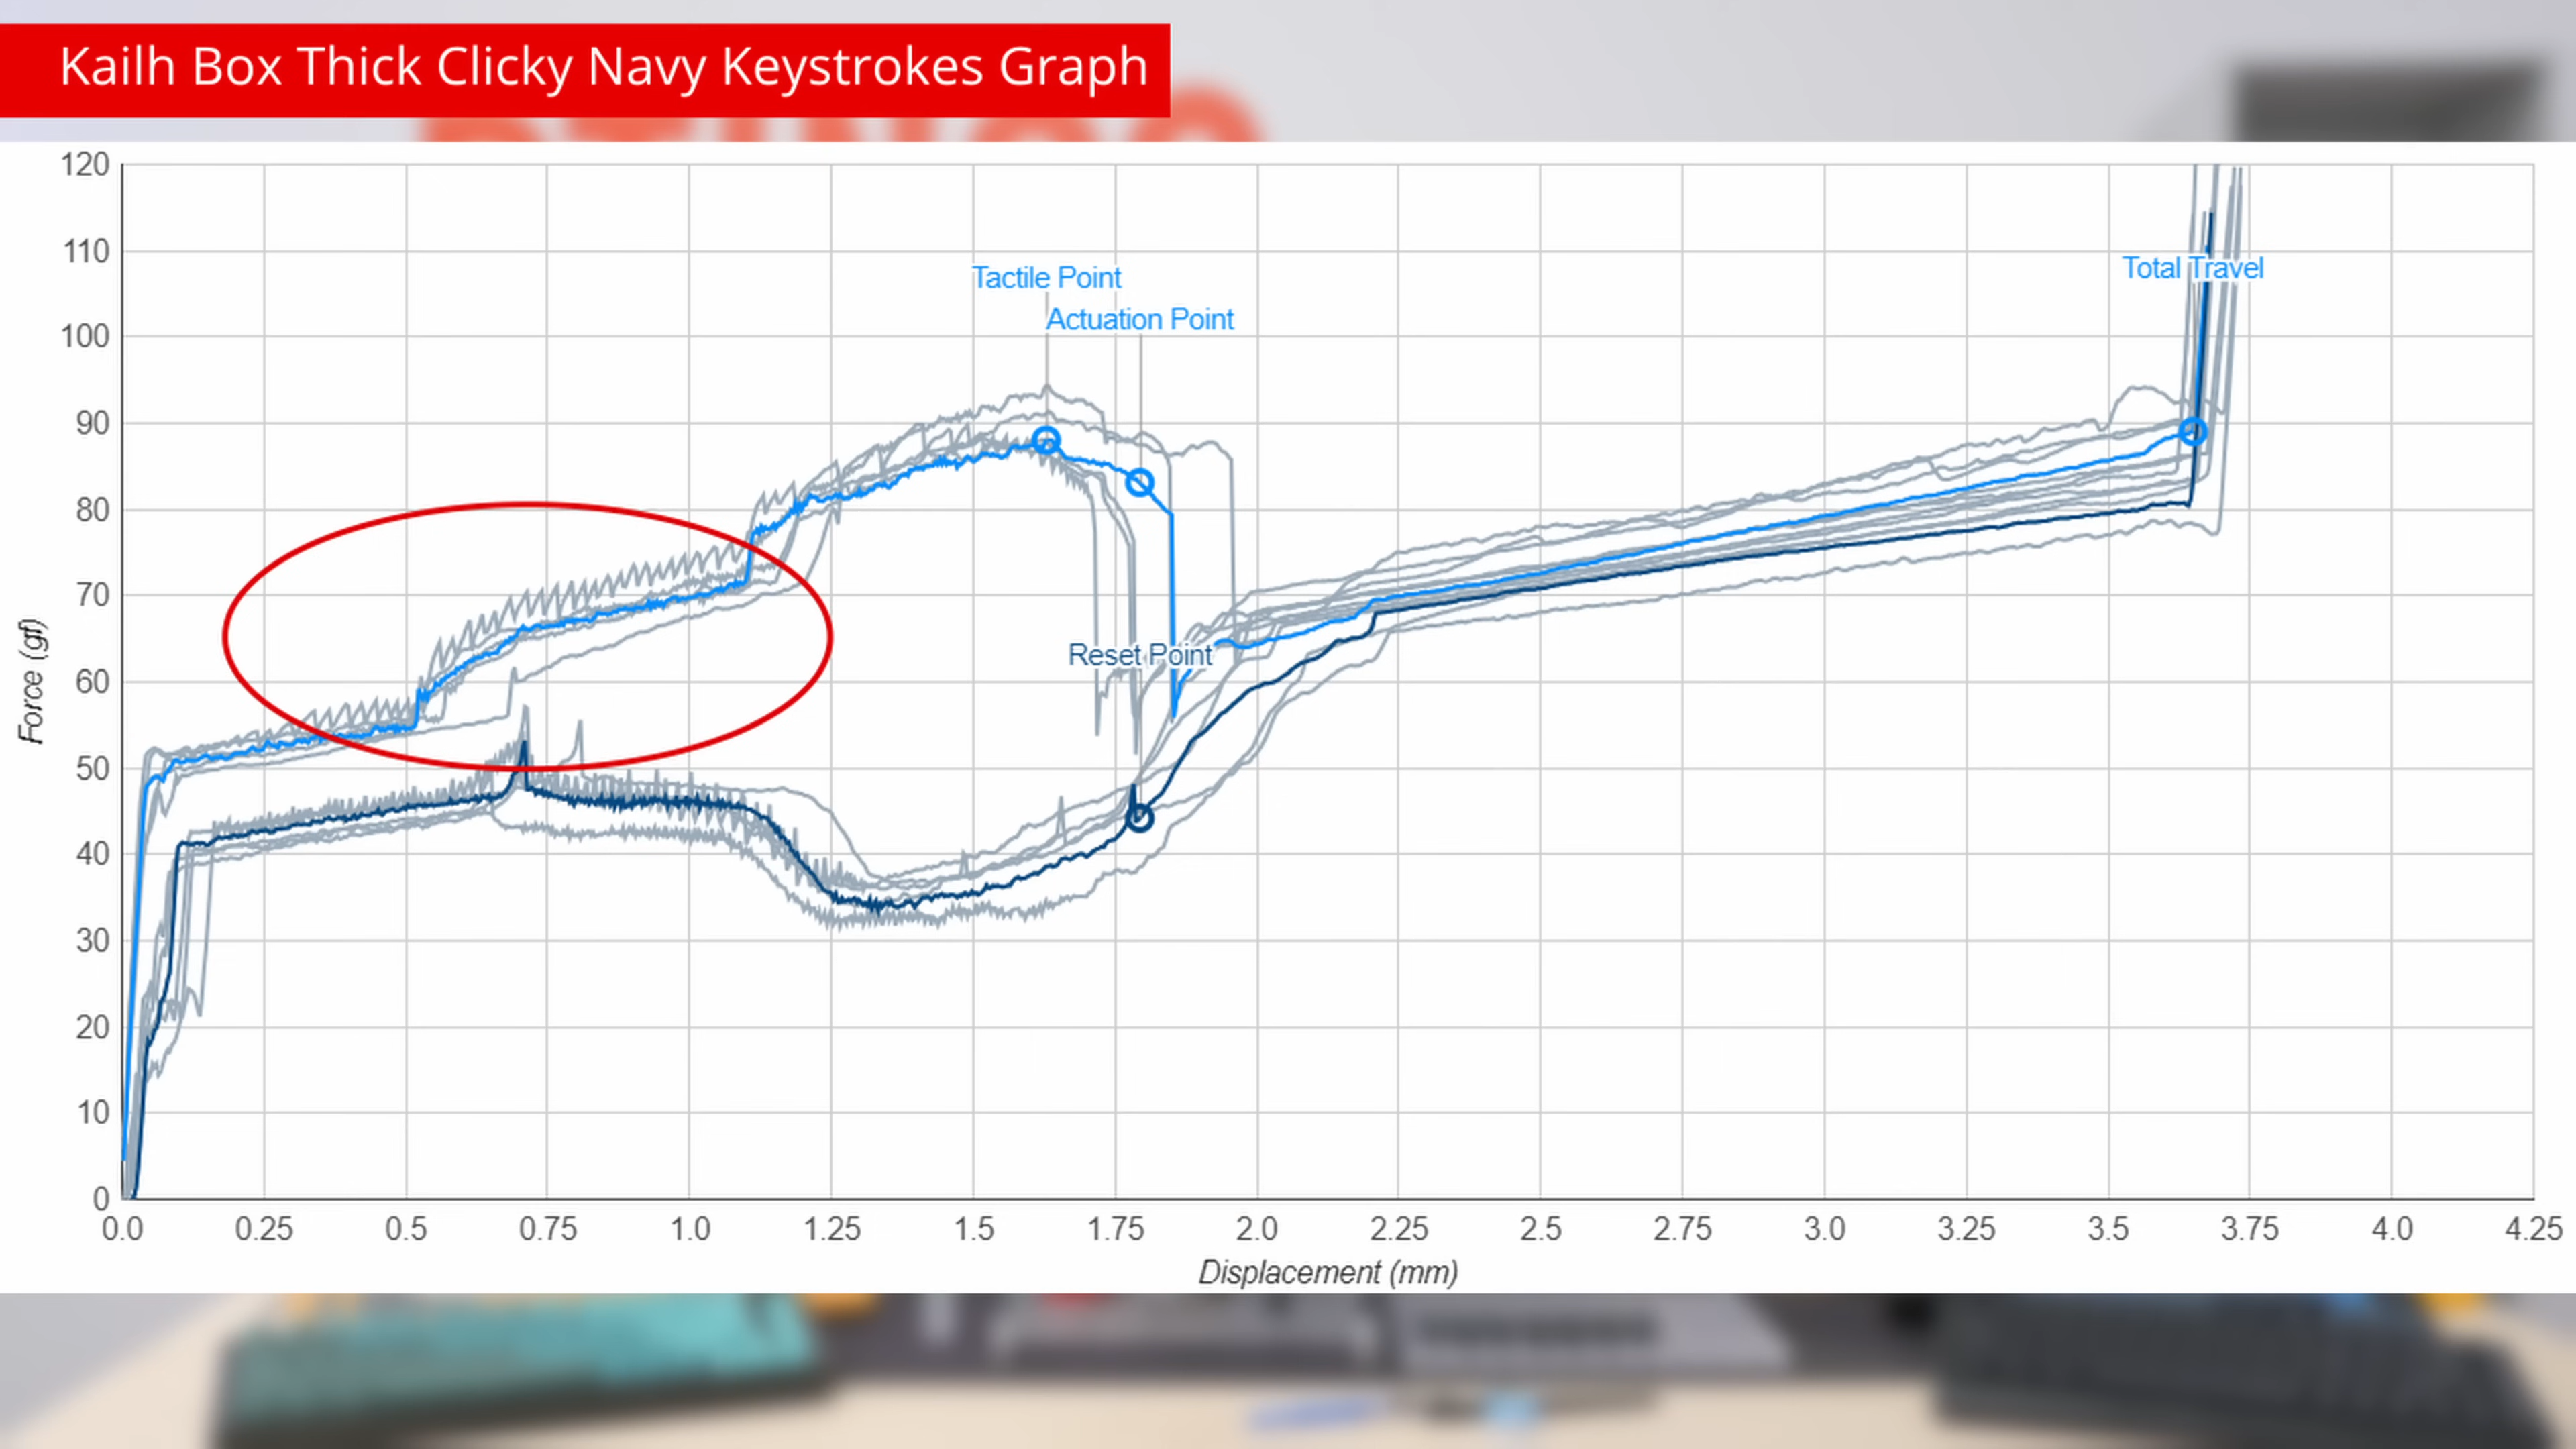 Kailh Box Thick Clicky Navy Keystrokes Graph
120
110
100
90
80
70
60
50
40
30
20
10
0
Force (gf)
Tactile Point
Actuation Point
Total Travel
Reset Point
0.0 0.25 0.5 0.75 1.0 1.25 1.5 1.75 2.0 2.25 2.5 2.75 3.0 3.25 3.5 3.75 4.0 4.25
Displacement (mm)